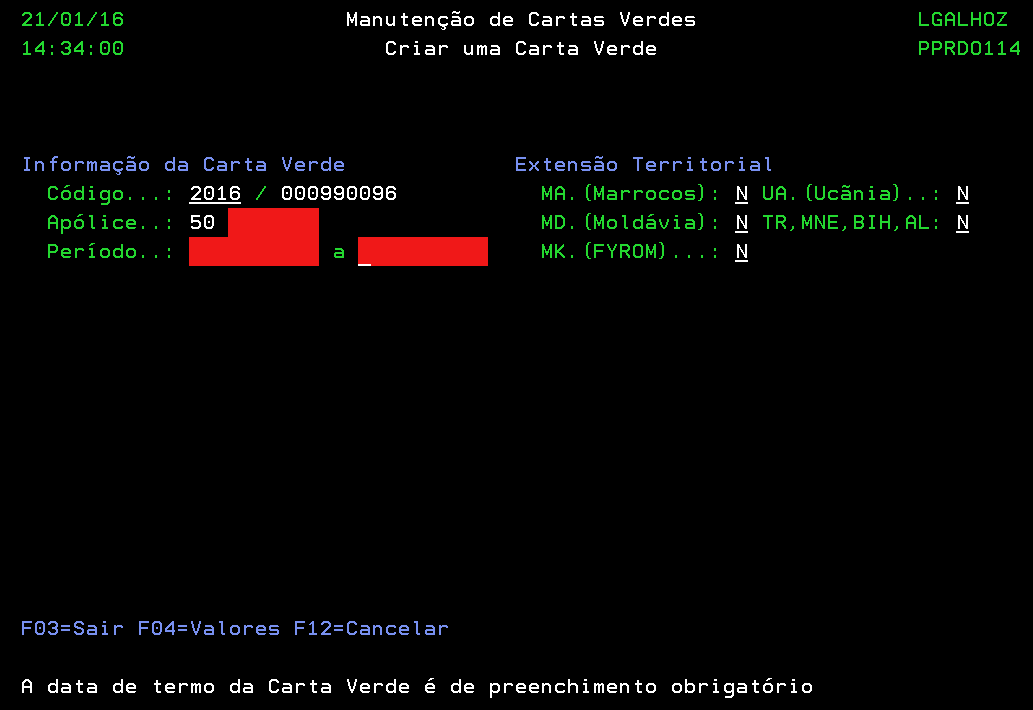 21/01/16 Manutenção de Cartas Verdes LGALHOZ
14:34:00 Criar uma Carta Verde PPRDO114
Informação da Carta Verde Extensão Territorial
Código...: 2016 / 000990096 MA.(Marrocos): N UA.(Ucãnia)..: N
Apólice..: 50 MD.(Moldávia): N TR,MNE,BIH,AL: N
Período..: a MK.(FYROM)...: N
F03=Sair F04=Valores F12=Cancelar
A data de termo da Carta Verde é de preenchimento obrigatório